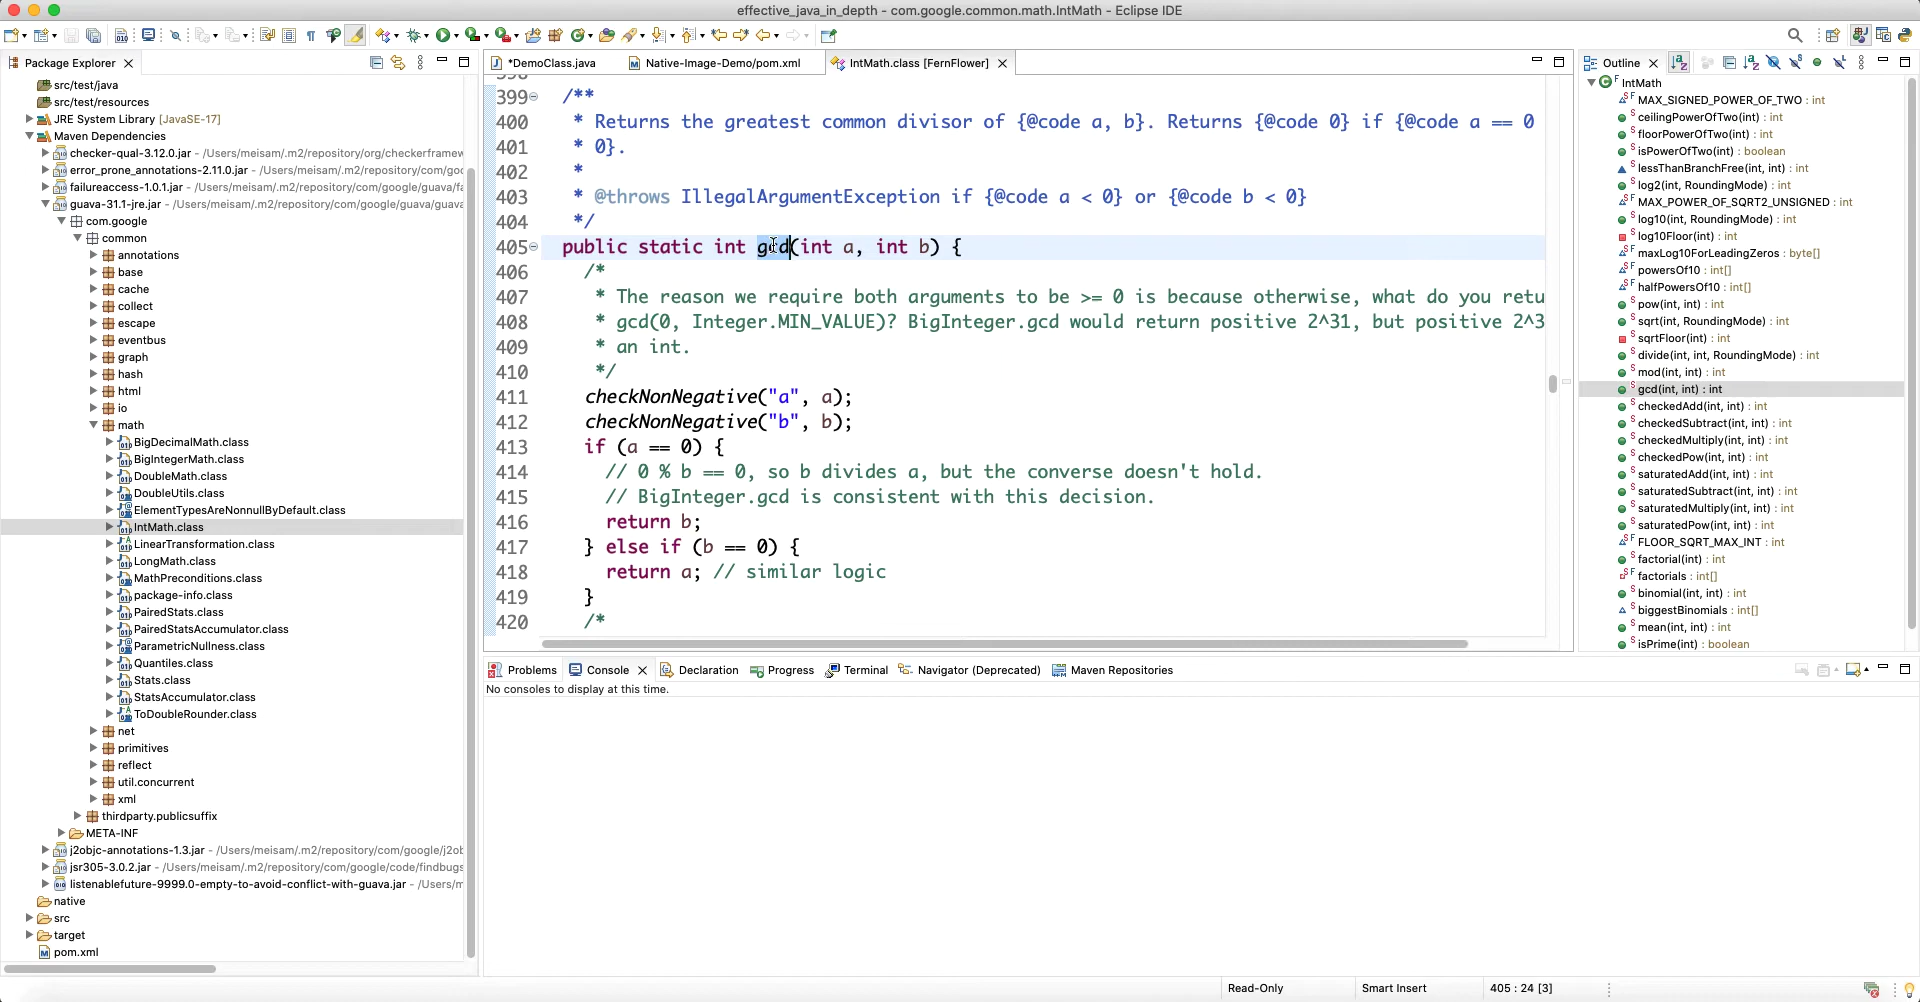 effective_java_in_depth - com.google.common.math.IntMath - Eclipse IDE
Package Explorer
src/test/java
src/test/resources
JRE System Library [JavaSE-17]
Maven Dependencies
checker-qual-3.12.0.jar - /Users/meisam/.m2/repository/org/checkerframew
error_prone_annotations-2.11.0.jar - /Users/meisam/.m2/repository/com/goo
failureaccess-1.0.1.jar - /Users/meisam/.m2/repository/com/google/guava/fa
guava-31.1-jre.jar - /Users/meisam/.m2/repository/com/google/guava/guava
com.google
common
annotations
base
cache
collect
escape
eventbus
graph
hash
html
io
math
BigDecimalMath.class
BigIntegerMath.class
DoubleMath.class
DoubleUtils.class
ElementTypesAreNonnullByDefault.class
IntMath.class
LinearTransformation.class
LongMath.class
MathPreconditions.class
package-info.class
PairedStats.class
PairedStatsAccumulator.class
ParametricNullness.class
Quantiles.class
Stats.class
StatsAccumulator.class
ToDoubleRounder.class
net
primitives
reflect
util.concurrent
xml
thirdparty.publicsuffix
META-INF
j2objc-annotations-1.3.jar - /Users/meisam/.m2/repository/com/google/j2ob
jsr305-3.0.2.jar - /Users/meisam/.m2/repository/com/google/code/findbugs
listenablefuture-9999.0-empty-to-avoid-conflict-with-guava.jar - /Users/m
native
src
target
pom.xml
*DemoClass.java
Native-Image-Demo/pom.xml
IntMath.class [FernFlower]
398
399 /**
400 * Returns the greatest common divisor of {@code a, b}. Returns {@code 0} if {@code a == 0
401 * 0}.
402 *
403 * @throws IllegalArgumentException if {@code a < 0} or {@code b < 0}
404 */
405 public static int gcd(int a, int b) {
406 /*
407 * The reason we require both arguments to be >= 0 is because otherwise, what do you retu
408 * gcd(0, Integer.MIN_VALUE)? BigInteger.gcd would return positive 2^31, but positive 2^3
409 * an int.
410 */
411 checkNonNegative("a", a);
412 checkNonNegative("b", b);
413 if (a == 0) {
414 // 0 % b == 0, so b divides a, but the converse doesn't hold.
415 // BigInteger.gcd is consistent with this decision.
416 return b;
417 } else if (b == 0) {
418 return a; // similar logic
419 }
420 /*
Outline
IntMath
MAX_SIGNED_POWER_OF_TWO : int
ceilingPowerOfTwo(int) : int
floorPowerOfTwo(int) : int
isPowerOfTwo(int) : boolean
lessThanBranchFree(int, int) : int
log2(int, RoundingMode) : int
MAX_POWER_OF_SQRT2_UNSIGNED : int
log10(int, RoundingMode) : int
log10Floor(int) : int
maxLog10ForLeadingZeros : byte[]
powersOf10 : int[]
halfPowersOf10 : int[]
pow(int, int) : int
sqrt(int, RoundingMode) : int
sqrtFloor(int) : int
divide(int, int, RoundingMode) : int
mod(int, int) : int
gcd(int, int) : int
checkedAdd(int, int) : int
checkedSubtract(int, int) : int
checkedMultiply(int, int) : int
checkedPow(int, int) : int
saturatedAdd(int, int) : int
saturatedSubtract(int, int) : int
saturatedMultiply(int, int) : int
saturatedPow(int, int) : int
FLOOR_SQRT_MAX_INT : int
factorial(int) : int
factorials : int[]
binomial(int, int) : int
biggestBinomials : int[]
mean(int, int) : int
isPrime(int) : boolean
Problems
Console
Declaration
Progress
Terminal
Navigator (Deprecated)
Maven Repositories
No consoles to display at this time.
Read-Only
Smart Insert
405 : 24 [3]